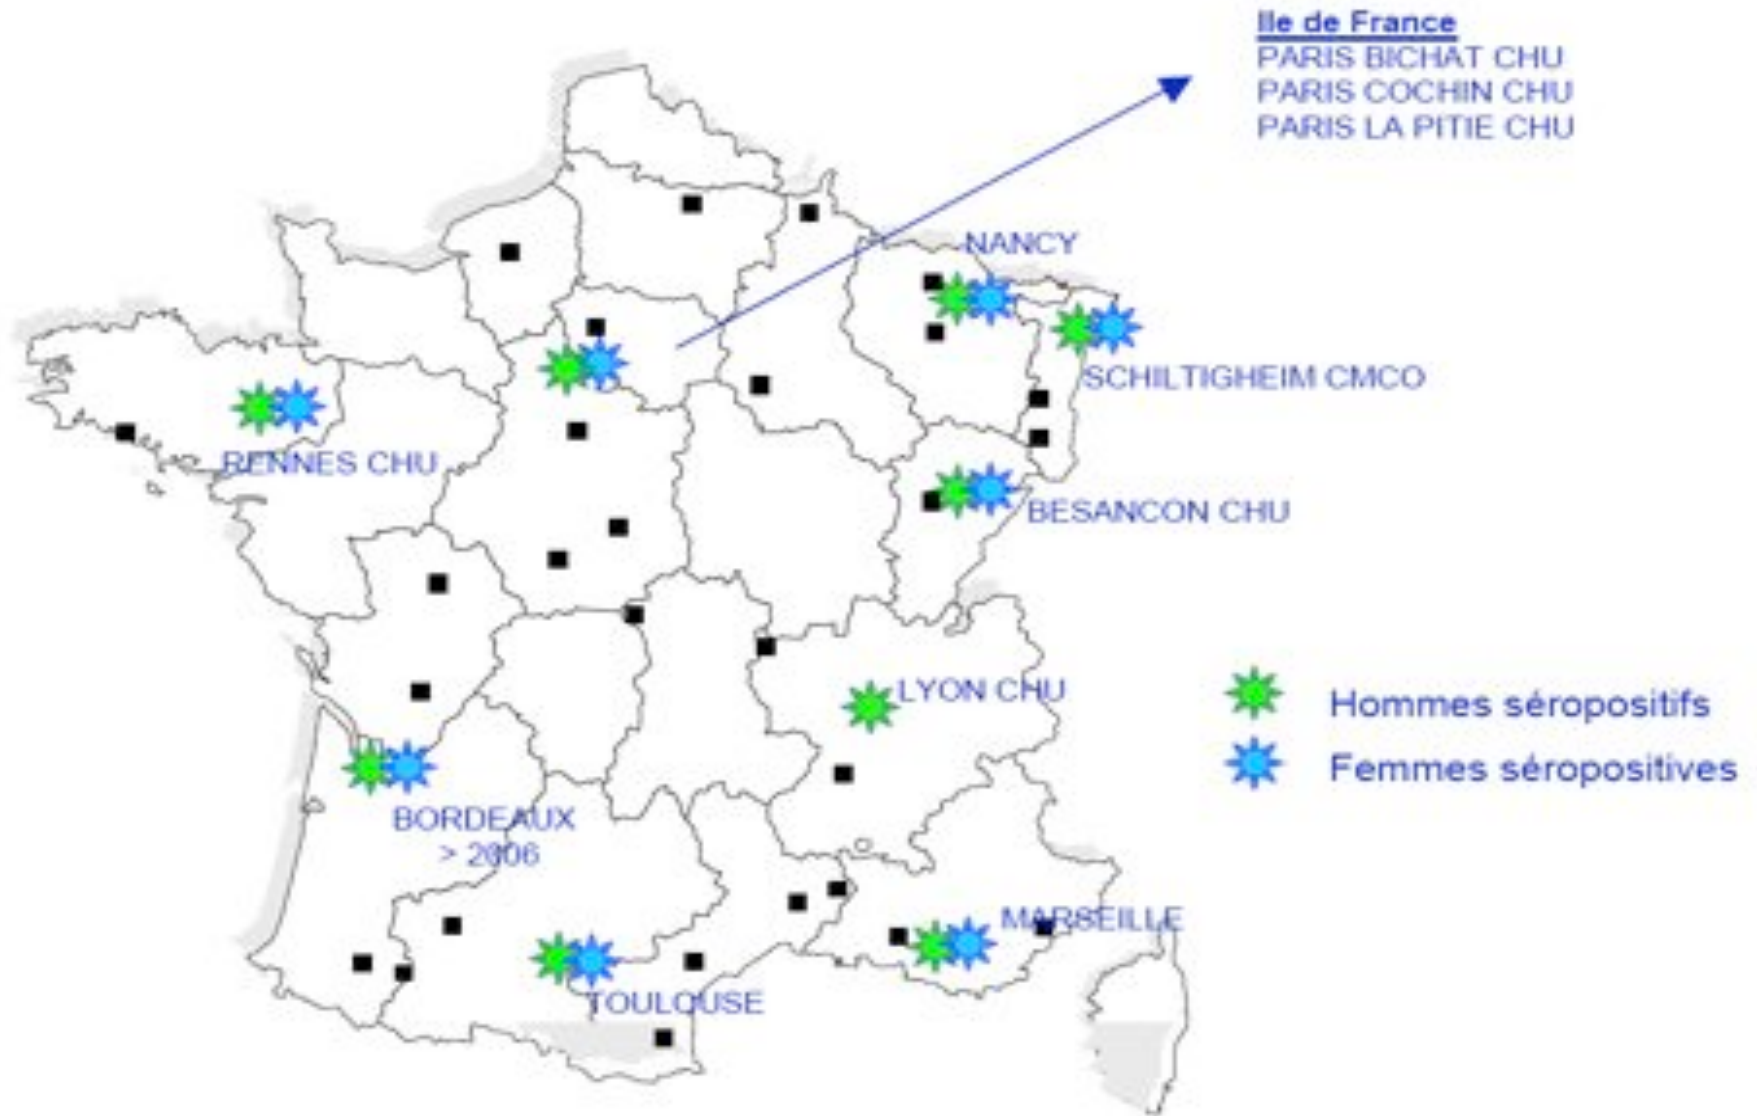 Ile de France
PARIS BICHAT CHU
PARIS COCHIN CHU
PARIS LA PITIE CHU
NANCY
SCHILTIGHEIM CMCO
RENNES CHU
BESANCON CHU
LYON CHU
Hommes séropositifs
Femmes séropositives
BORDEAUX
> 2006
MARSEILLE
TOULOUSE